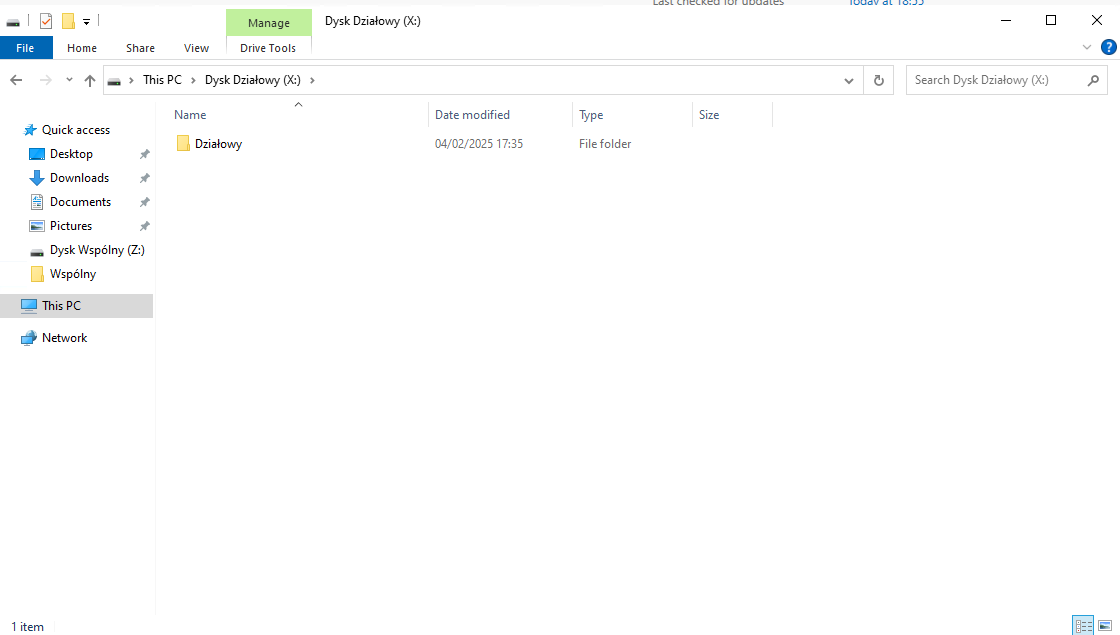 Last checked for updates Today at 18:55
Manage Dysk Działowy (X:)
File Home Share View Drive Tools
This PC Dysk Działowy (X:) Search Dysk Działowy (X:)
Name Date modified Type Size
Działowy 04/02/2025 17:35 File folder
Quick access
Desktop
Downloads
Documents
Pictures
Dysk Wspólny (Z:)
Wspólny
This PC
Network
1 item